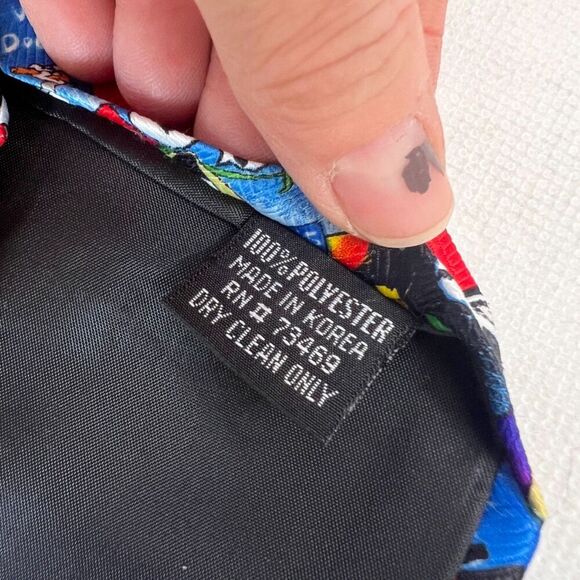 100% POLYESTER
MADE IN KOREA
RN # 73469
DRY CLEAN ONLY